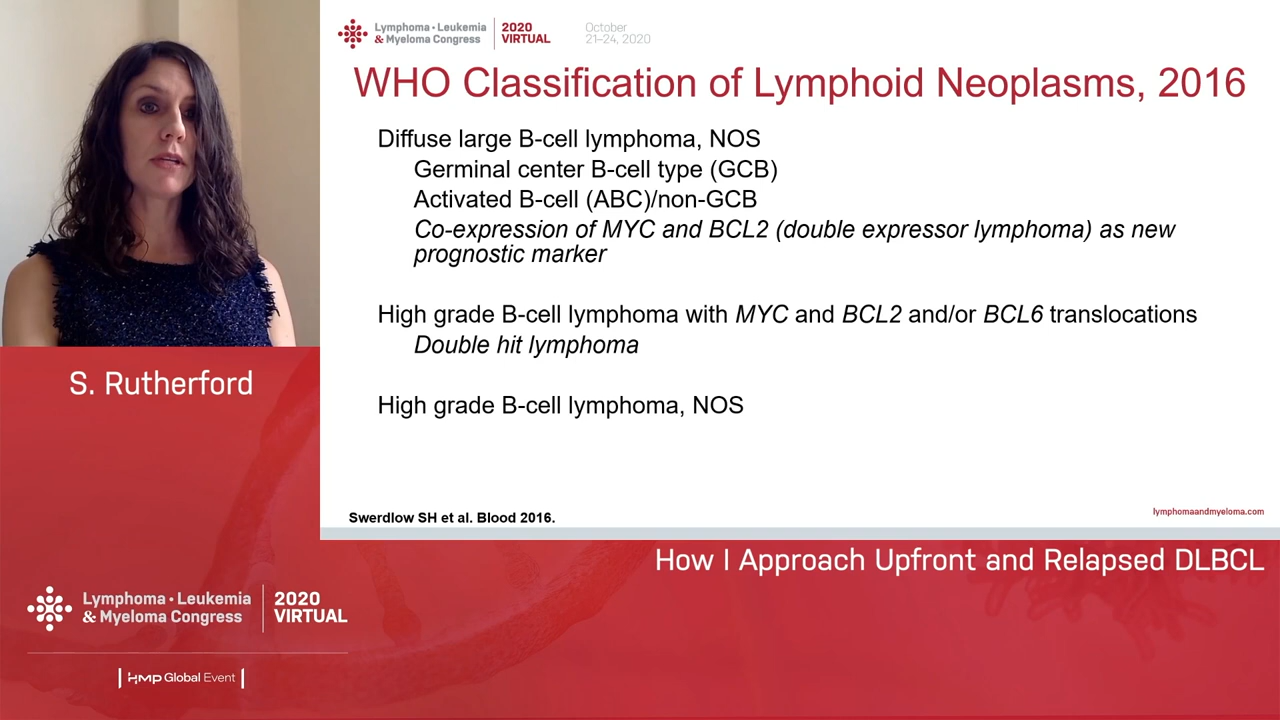 Lymphoma • Leukemia
& Myeloma Congress
2020
VIRTUAL
October
21–24, 2020
WHO Classification of Lymphoid Neoplasms, 2016
Diffuse large B-cell lymphoma, NOS
Germinal center B-cell type (GCB)
Activated B-cell (ABC)/non-GCB
Co-expression of MYC and BCL2 (double expressor lymphoma) as new
prognostic marker
High grade B-cell lymphoma with MYC and BCL2 and/or BCL6 translocations
Double hit lymphoma
High grade B-cell lymphoma, NOS
Swerdlow SH et al. Blood 2016.
lymphomaandmyeloma.com
S. Rutherford
How I Approach Upfront and Relapsed DLBCL
Lymphoma • Leukemia
& Myeloma Congress
2020
VIRTUAL
HMP Global Event